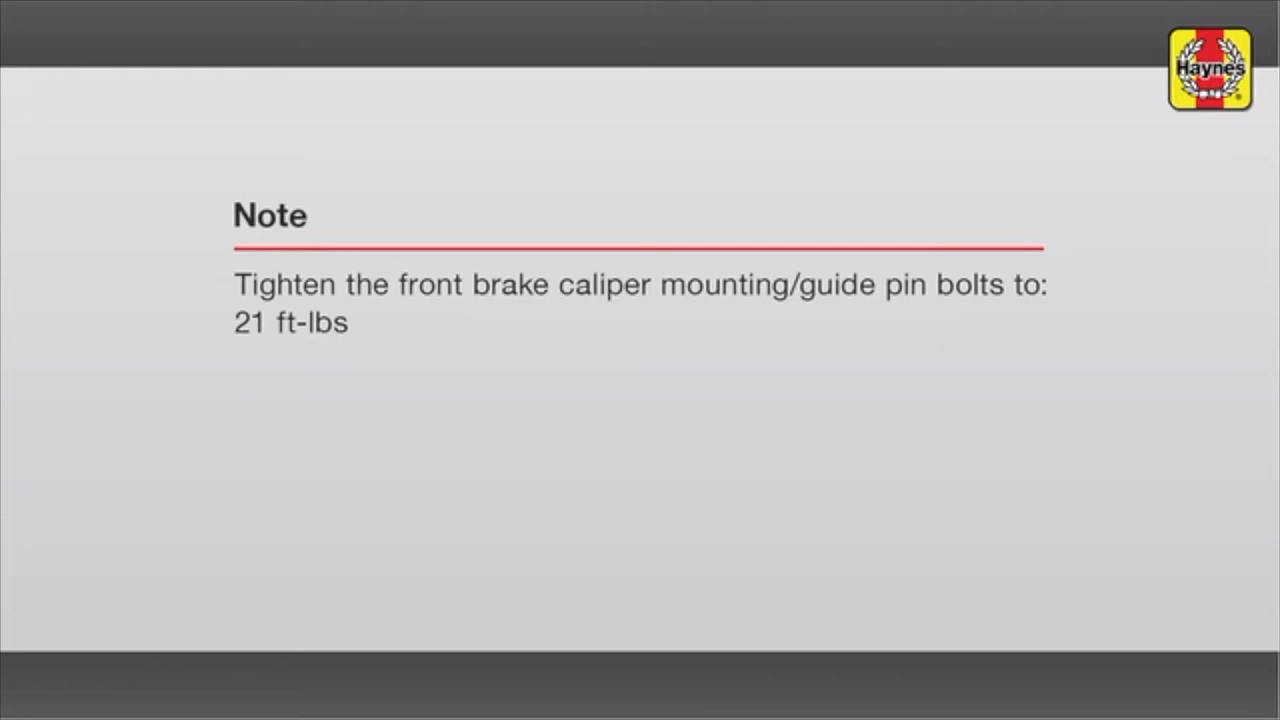 Haynes
Note
Tighten the front brake caliper mounting/guide pin bolts to:
21 ft-lbs